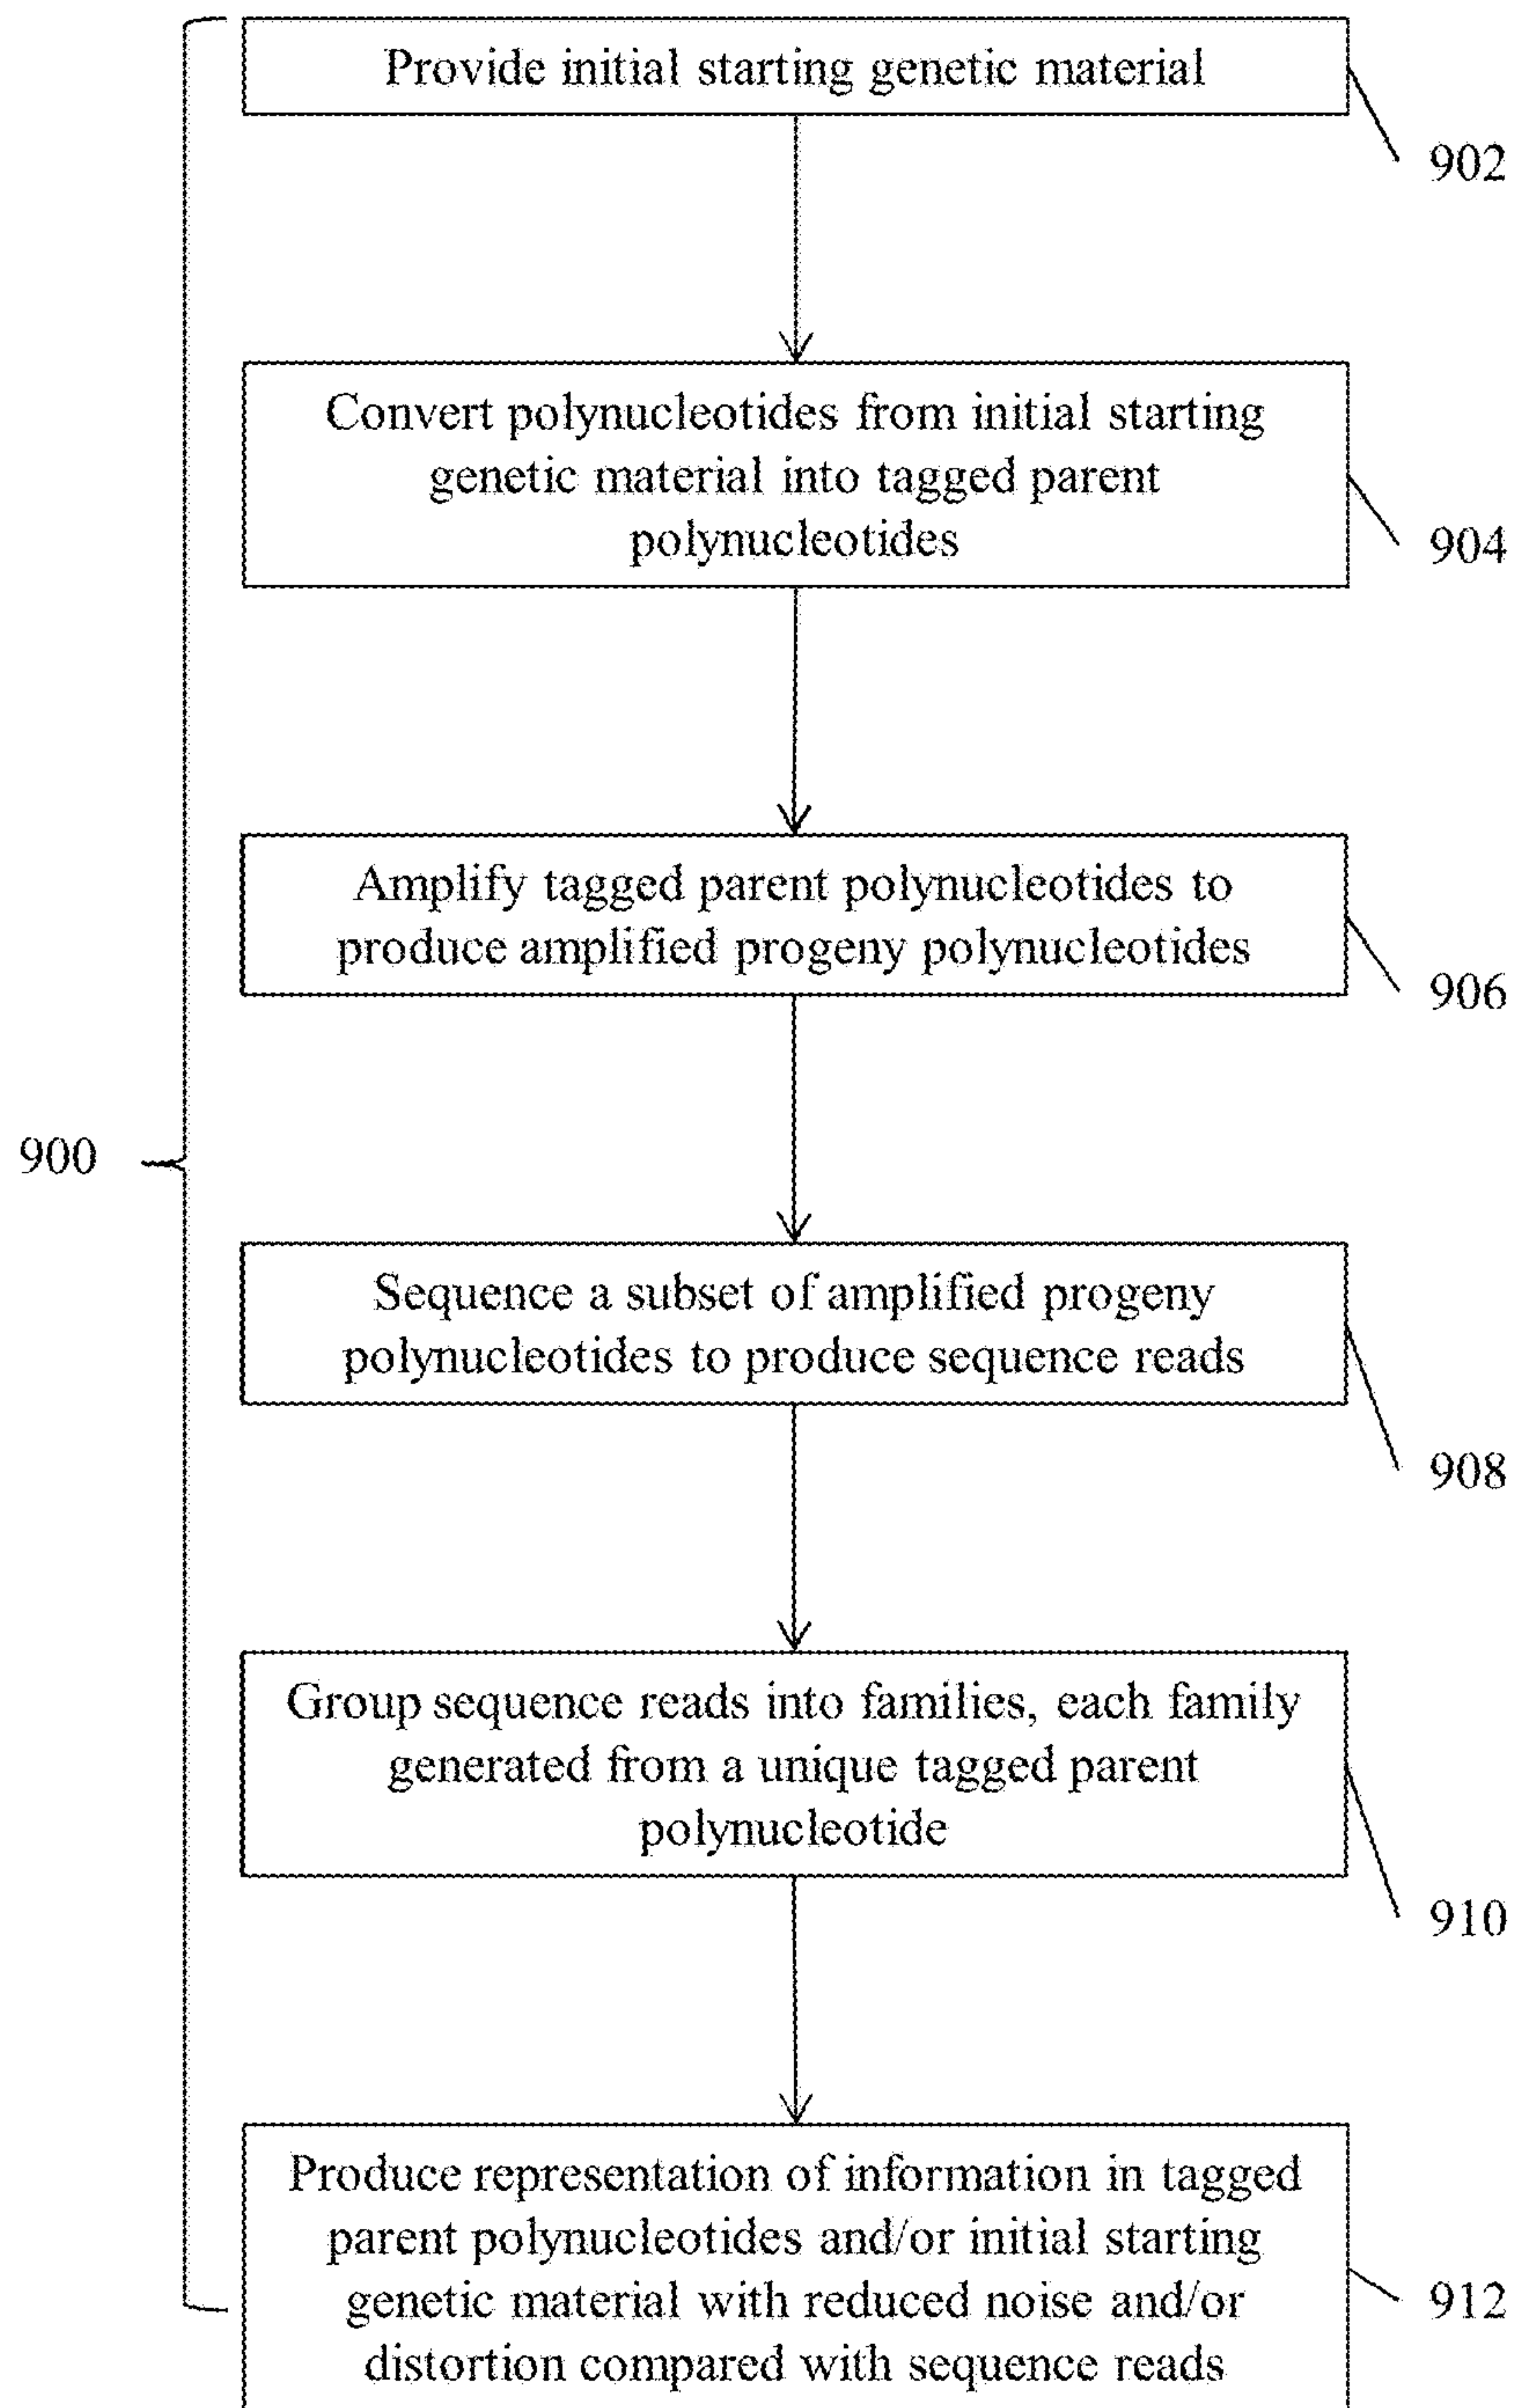 Provide initial starting genetic material
902
Convert polynucleotides from initial starting
genetic material into tagged parent
polynucleotides
904
Amplify tagged parent polynucleotides to
produce amplified progeny polynucleotides
906
900
Sequence a subset of amplified progeny
polynucleotides to produce sequence reads
908
Group sequence reads into families, each family
generated from a unique tagged parent
polynucleotide
910
Produce representation of information in tagged
parent polynucleotides and/or initial starting
genetic material with reduced noise and/or
distortion compared with sequence reads
912